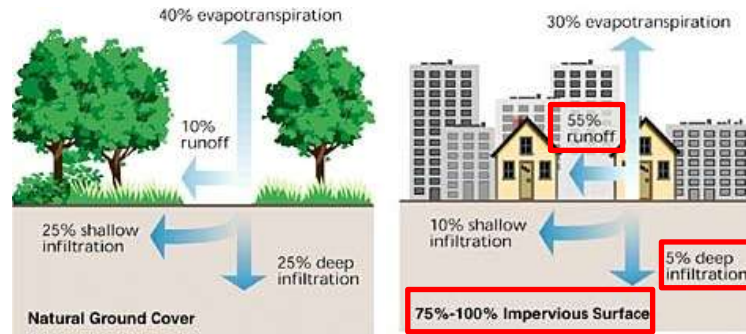 40% evapotranspiration
10%
runoff
25% shallow
infiltration
25% deep
infiltration
Natural Ground Cover
30% evapotranspiration
55%
runoff
10% shallow
infiltration
5% deep
infiltration
75%-100% Impervious Surface